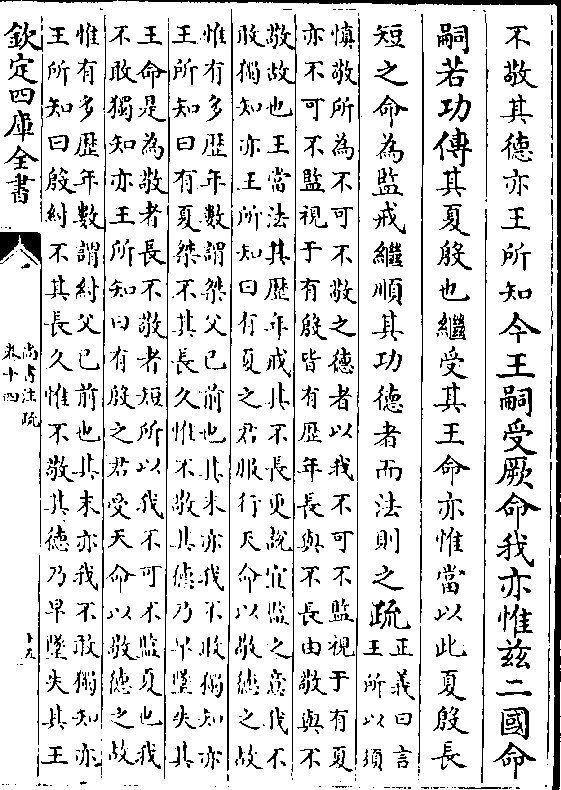 不敬其德亦王所知今王嗣受厥命我亦惟茲二國命
嗣若功傳其夏殷也繼受其王命亦惟當以此夏殷長
短之命為監戒繼順其功德者而法則之疏正義曰言
王所以須
慎敬所為不可不敬之德者以我不可不監視于有夏
亦不可不監視于有殷皆有歷年長與不長由敬與不
敬故也王當法其歷年戒其不長更說宜監之意我不
敢獨知亦王所知曰有夏之君服行天命以敬德之故
惟有多歷年數謂桀父已前也其末亦我不敢獨知亦
王所知曰有夏桀不其長久惟不敬其德乃早墜失其
王命是為敬者長不敬者短所以我不可不監夏也我
不敢獨知亦王所知曰有殷之君受天命以敬德之故
惟有多歷年數謂紂父已前也其末亦我不敢獨知亦
王所知曰殷紂不其長久惟不敬其德乃早墜失其王
欽定四庫全書
尚書注疏
卷十四
十五